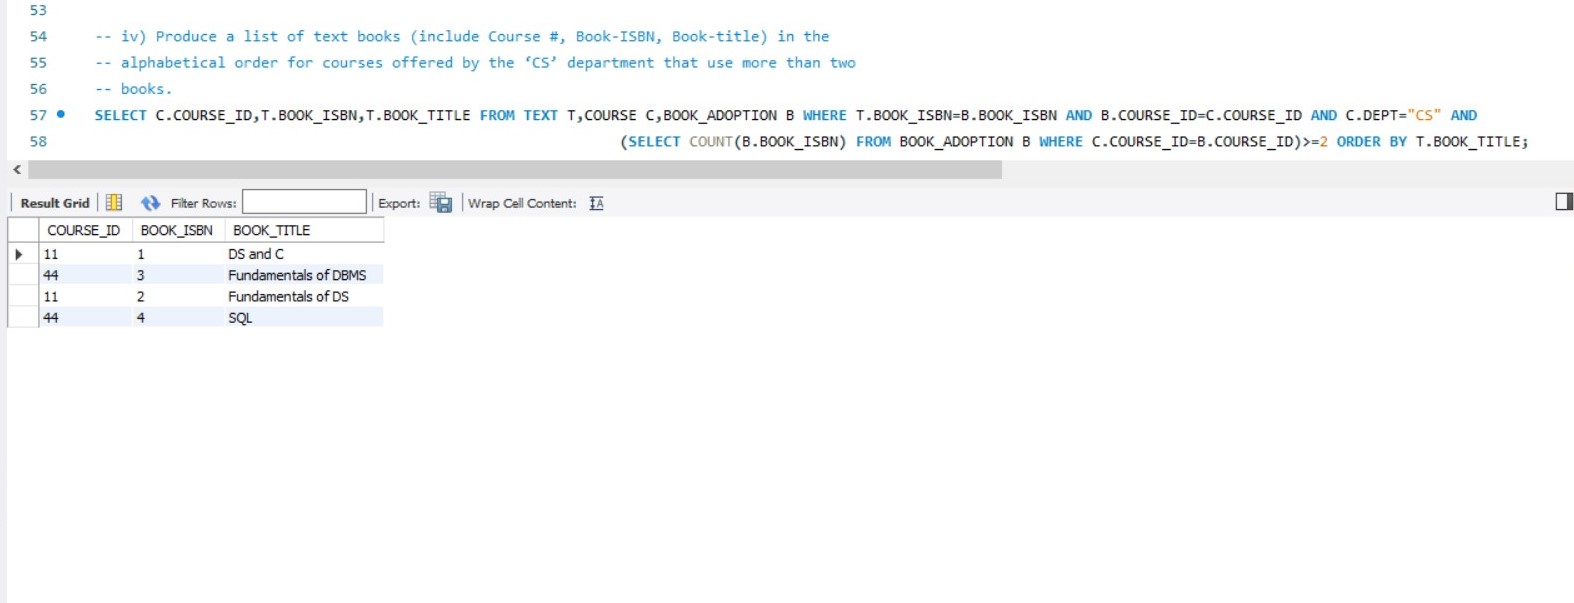 53
54 -- iv) Produce a list of text books (include Course #, Book-ISBN, Book-title) in the
55 -- alphabetical order for courses offered by the ‘CS’ department that use more than two
56 -- books.
57 SELECT C.COURSE_ID,T.BOOK_ISBN,T.BOOK_TITLE FROM TEXT T,COURSE C,BOOK_ADOPTION B WHERE T.BOOK_ISBN=B.BOOK_ISBN AND B.COURSE_ID=C.COURSE_ID AND C.DEPT="CS" AND
58 (SELECT COUNT(B.BOOK_ISBN) FROM BOOK_ADOPTION B WHERE C.COURSE_ID=B.COURSE_ID)>=2 ORDER BY T.BOOK_TITLE;
Result Grid Filter Rows: Export: Wrap Cell Content:
COURSE_ID BOOK_ISBN BOOK_TITLE
11 1 DS and C
44 3 Fundamentals of DBMS
11 2 Fundamentals of DS
44 4 SQL